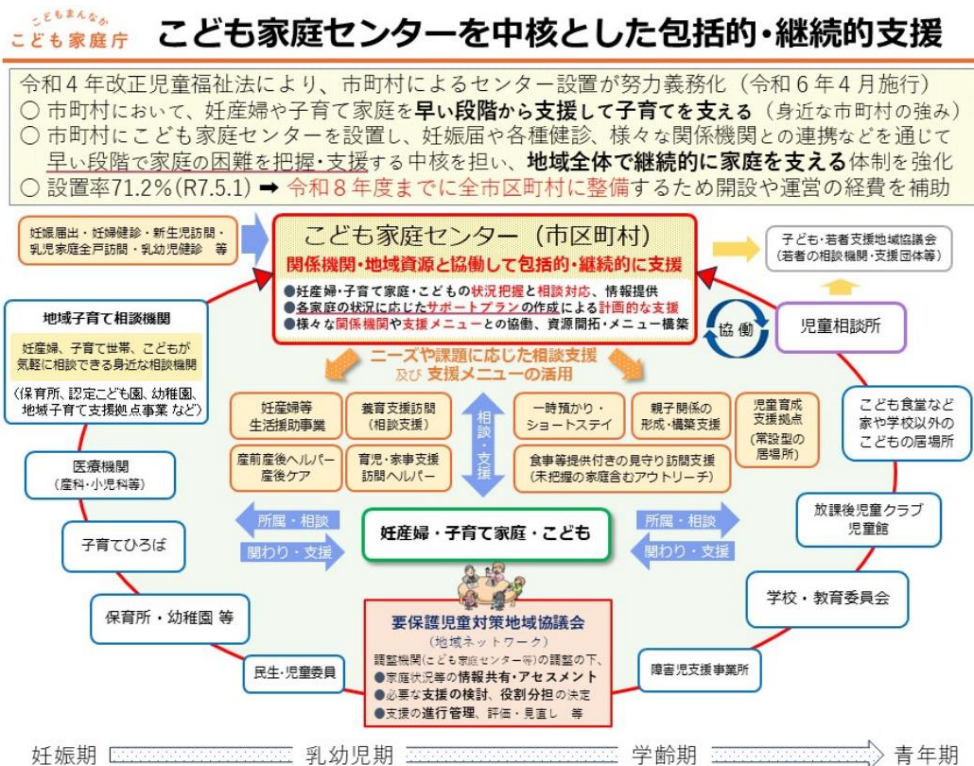 こどもまんなか
こども家庭庁
こども家庭センターを中核とした包括的・継続的支援
令和4年改正児童福祉法により、市町村によるセンター設置が努力義務化（令和6年4月施行）
○ 市町村において、妊産婦や子育て家庭を早い段階から支援して子育てを支える（身近な市町村の強み）
○ 市町村にこども家庭センターを設置し、妊娠届や各種健診、様々な関係機関との連携などを通じて
早い段階で家庭の困難を把握・支援する中核を担い、地域全体で継続的に家庭を支える体制を強化
○ 設置率71.2%(R7.5.1) ➡ 令和8年度までに全市区町村に整備するため開設や運営の経費を補助
妊娠届出・妊婦健診・新生児訪問・
乳児家庭全戸訪問・乳幼児健診 等
こども家庭センター（市区町村）
関係機関・地域資源と協働して包括的・継続的に支援
●妊産婦・子育て家庭・こどもの状況把握と相談対応、情報提供
●各家庭の状況に応じたサポートプランの作成による計画的な支援
●様々な関係機関や支援メニューとの協働、資源開拓・メニュー構築
子ども・若者支援地域協議会
（若者の相談機関・支援団体等）
協働
児童相談所
地域子育て相談機関
妊産婦、子育て世帯、こどもが
気軽に相談できる身近な相談機関
（保育所、認定こども園、幼稚園、
地域子育て支援拠点事業 など）
ニーズや課題に応じた相談支援
及び 支援メニューの活用
妊産婦等
生活援助事業
養育支援訪問
（相談支援）
産前産後ヘルパー
産後ケア
育児・家事支援
訪問ヘルパー
相談・支援
一時預かり・
ショートステイ
親子関係の
形成・構築支援
児童育成
支援拠点
（常設型の
居場所）
食事等提供付きの見守り訪問支援
（未把握の家庭含むアウトリーチ）
こども食堂など
家や学校以外の
こどもの居場所
医療機関
（産科・小児科等）
所属・相談
関わり・支援
妊産婦・子育て家庭・こども
所属・相談
関わり・支援
放課後児童クラブ
児童館
子育てひろば
学校・教育委員会
保育所・幼稚園 等
要保護児童対策地域協議会
（地域ネットワーク）
調整機関(こども家庭センター等)の調整の下、
●家庭状況等の情報共有・アセスメント
●必要な支援の検討、役割分担の決定
●支援の進行管理、評価・見直し 等
民生・児童委員
障害児支援事業所
妊娠期
乳幼児期
学齢期
青年期